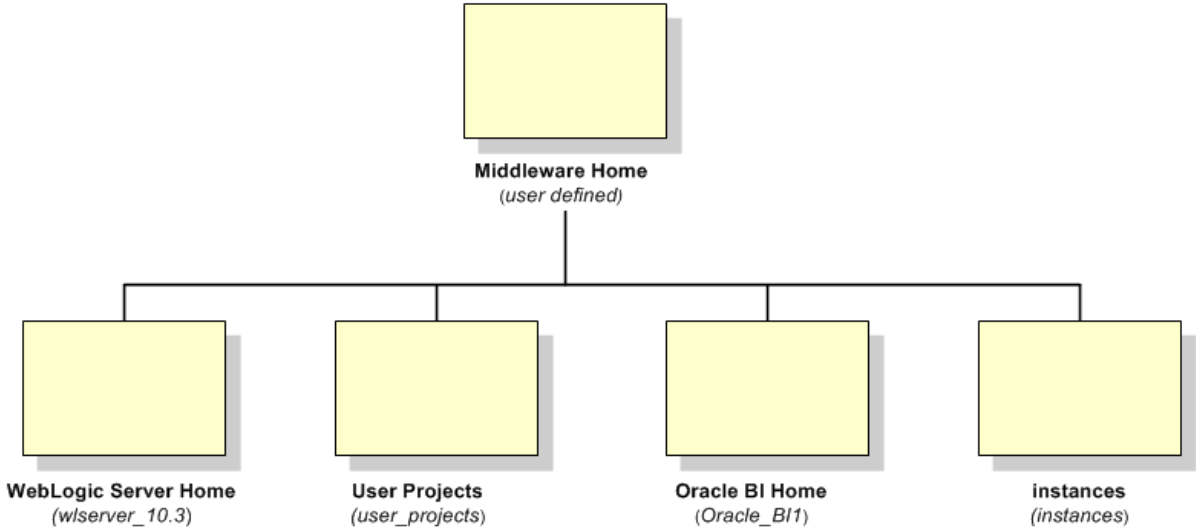 Middleware Home
(user defined)
WebLogic Server Home
(wlserver_10.3)
User Projects
(user_projects)
Oracle BI Home
(Oracle_BI1)
instances
(instances)